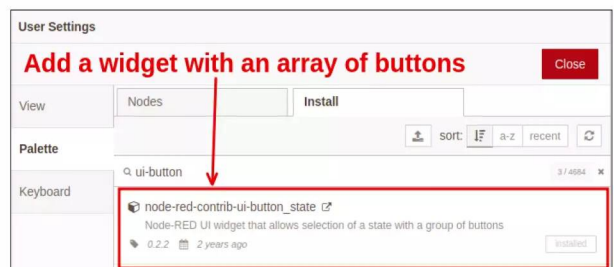 User Settings
Add a widget with an array of buttons
Close
View
Nodes
Install
sort:
a-z
recent
Palette
ui-button
3 / 4684
Keyboard
node-red-contrib-ui-button_state
Node-RED UI widget that allows selection of a state with a group of buttons
0.2.2
2 years ago
installed